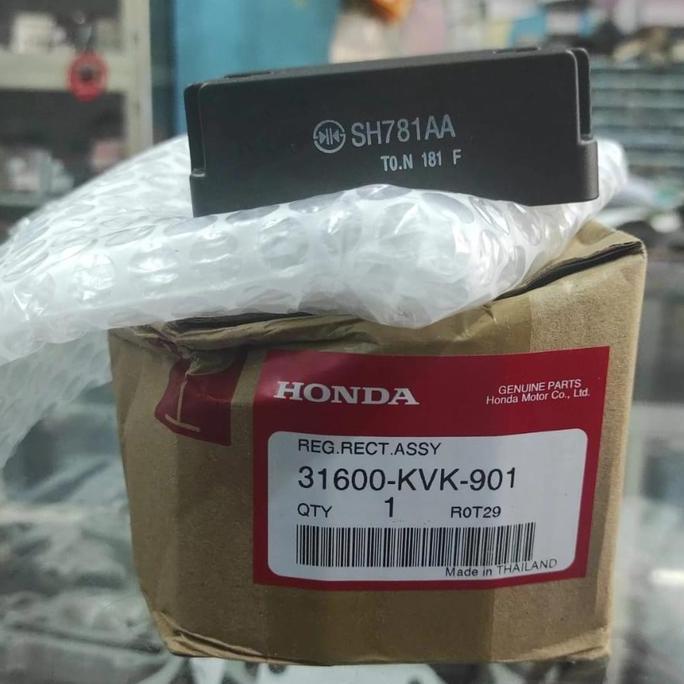 SH781AA
T0.N 181 F
HONDA
GENUINE PARTS
Honda Motor Co., Ltd.
REG.RECT.ASSY
31600-KVK-901
QTY 1 R0T29
Made in THAILAND